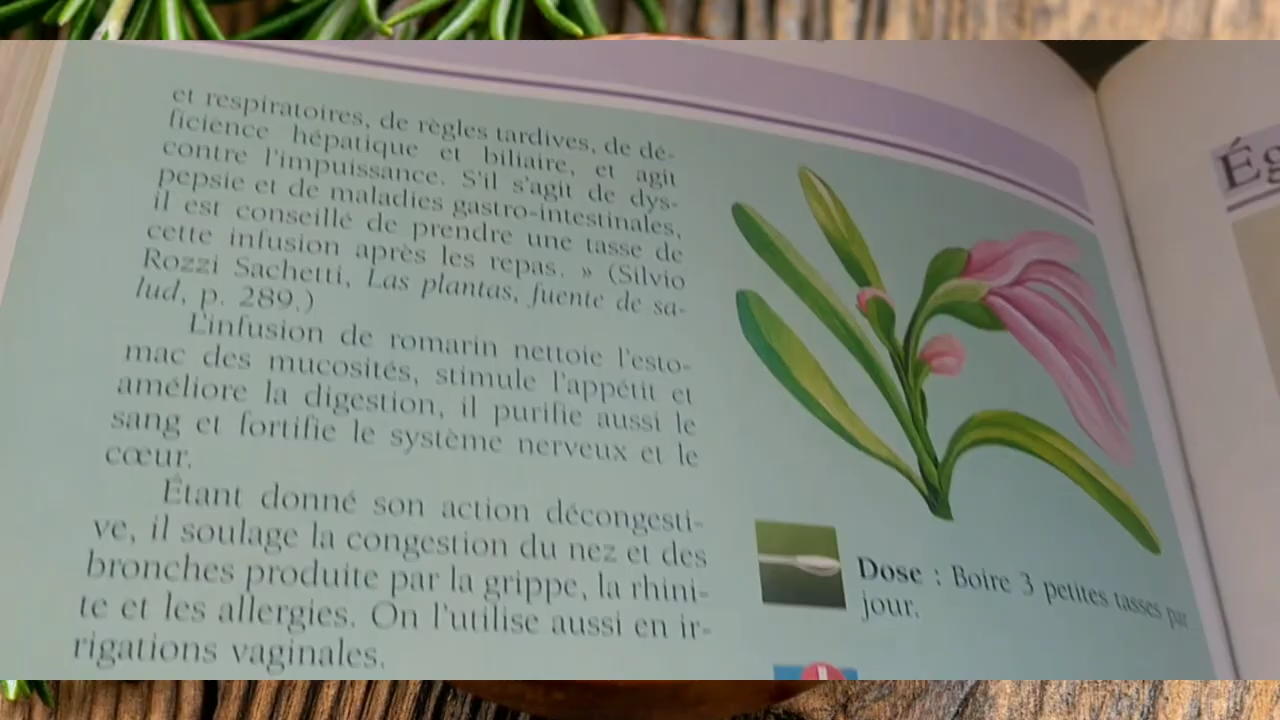 et respiratoires, de règles tardives, de dé-
ficience hépatique et biliaire, et agit
contre l'impuissance. S'il s'agit de dys-
pepsie et de maladies gastro-intestinales,
il est conseillé de prendre une tasse de
cette infusion après les repas. » (Silvio
Rozzi Sachetti, Las plantas, fuente de sa-
lud, p. 289.)
L'infusion de romarin nettoie l'esto-
mac des mucosités, stimule l'appétit et
améliore la digestion, il purifie aussi le
sang et fortifie le système nerveux et le
cœur.
Étant donné son action décongesti-
ve, il soulage la congestion du nez et des
bronches produite par la grippe, la rhini-
te et les allergies. On l'utilise aussi en ir-
rigations vaginales.
Dose : Boire 3 petites tasses par
jour.
Ég